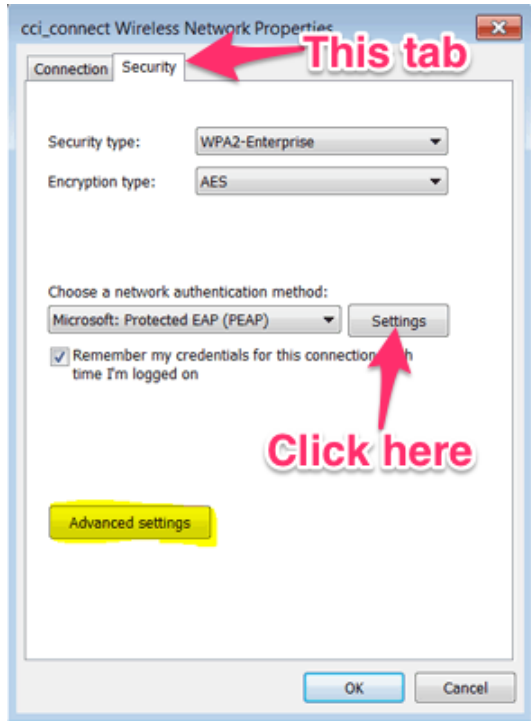 cci_connect Wireless Network Properties
This tab
Connection
Security
Security type:
WPA2-Enterprise
Encryption type:
AES
Choose a network authentication method:
Microsoft: Protected EAP (PEAP)
Settings
Remember my credentials for this connection
time I'm logged on
Click here
Advanced settings
OK
Cancel